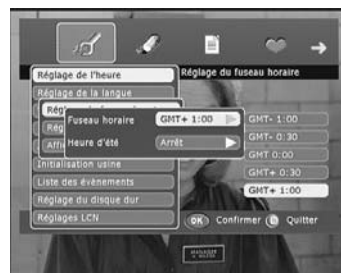 Réglage de l'heure
Réglage du fuseau horaire
Réglage de la langue
Fuseau horaire
GMT+ 1:00
Heure d'été
Arrêt
GMT- 1:00
GMT- 0:30
GMT 0:00
GMT+ 0:30
GMT+ 1:00
Initialisation usine
Liste des évènements
Réglage du disque dur
Réglages LCN
OK Confirmer
Quitter